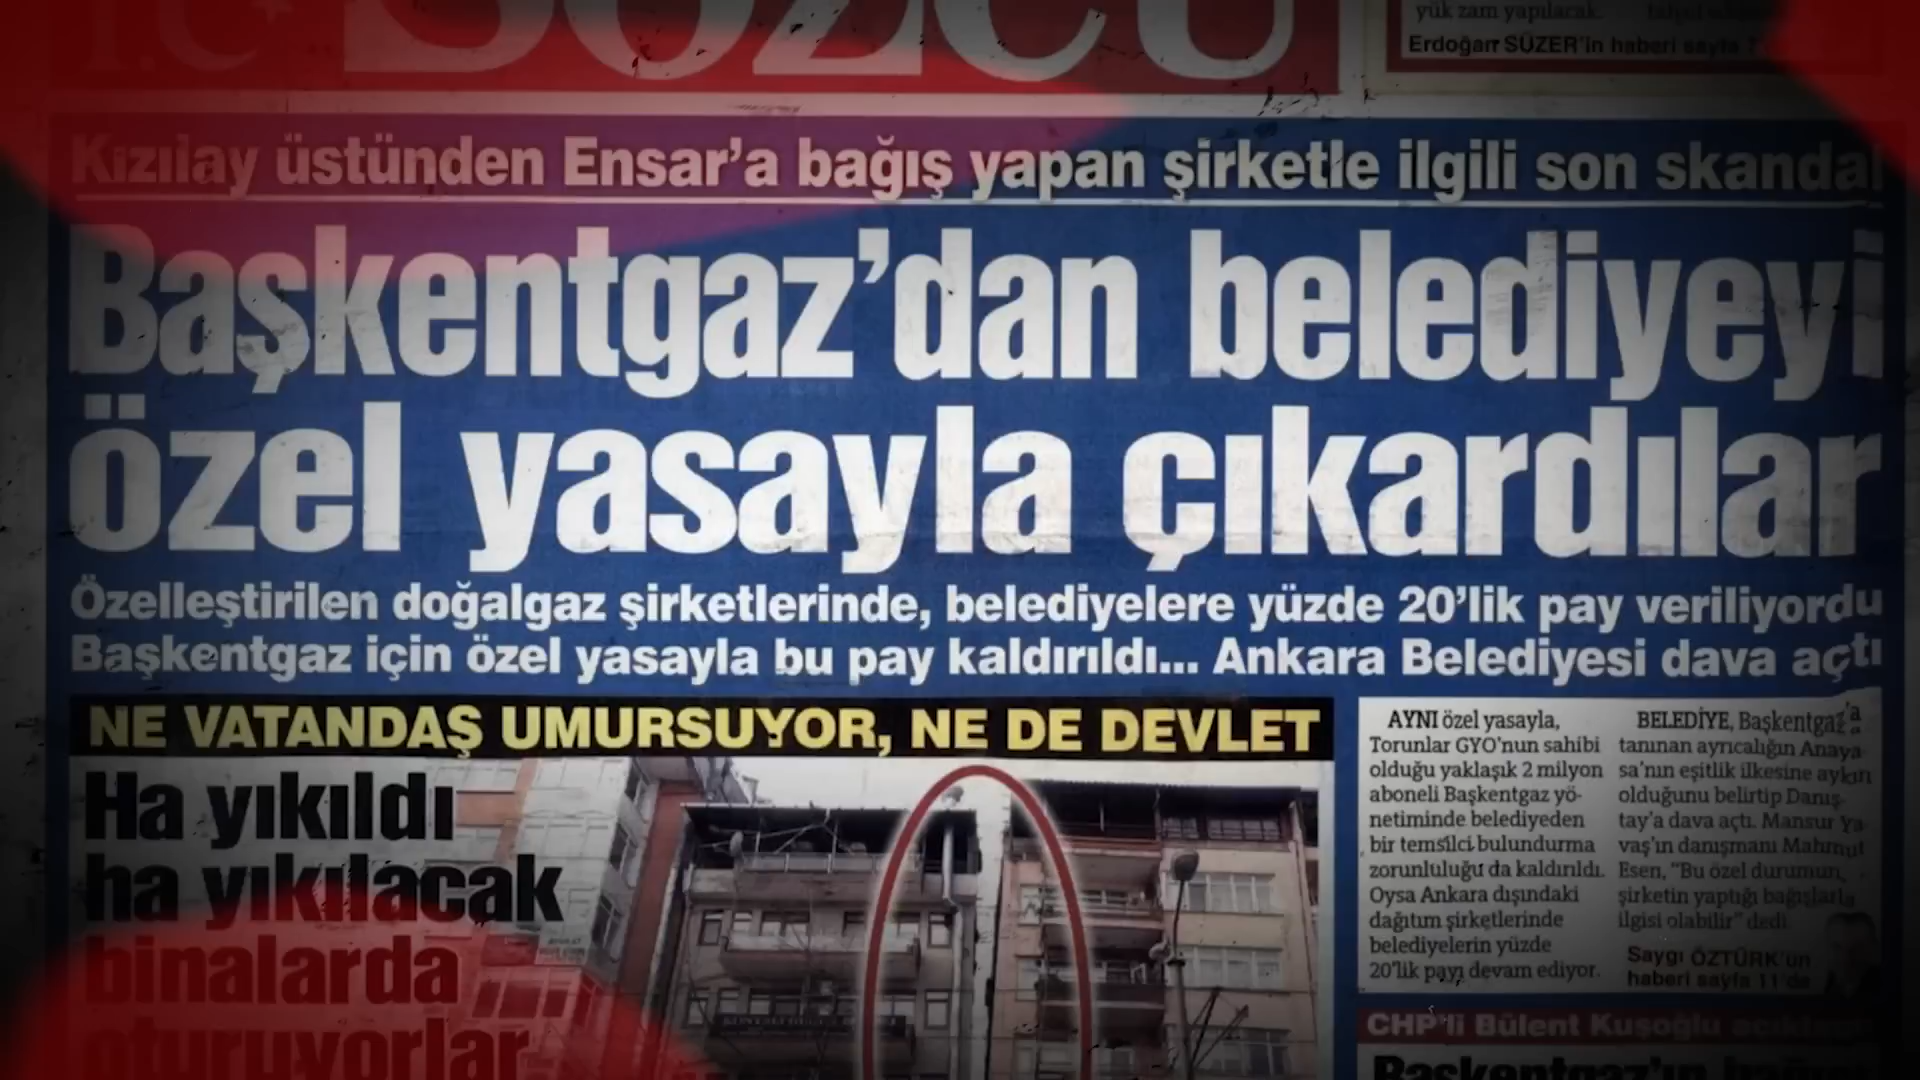 SÖZCÜ
yük zam yapılacak.
Erdoğan SÜZER'in haberi sayfa
Kızılay üstünden Ensar'a bağış yapan şirketle ilgili son skandal
Başkentgaz'dan belediyeyi
özel yasayla çıkardılar
Özelleştirilen doğalgaz şirketlerinde, belediyelere yüzde 20'lik pay veriliyordu
Başkentgaz için özel yasayla bu pay kaldırıldı... Ankara Belediyesi dava açtı
NE VATANDAŞ UMURSUYOR, NE DE DEVLET
Ha yıkıldı
ha yıkılacak
binalarda
oturuyorlar
AYNI özel yasayla,
Torunlar GYO'nun sahibi
olduğu yaklaşık 2 milyon
aboneli Başkentgaz yö-
netiminde belediyeden
bir temsilci bulundurma
zorunluluğu da kaldırıldı.
Oysa Ankara dışındaki
dağıtım şirketlerinde
belediyelerin yüzde
20'lik payı devam ediyor.
BELEDİYE, Başkentgaz'a
tanınan ayrıcalığın Anaya
sa'nın eşitlik ilkesine aykırı
olduğunu belirtip Danış-
tay'a dava açtı. Mansur Ya-
vaş'ın danışmanı Mahmut
Esen, "Bu özel durumun,
şirketin yaptığı bağışlarla
ilgisi olabilir" dedi.
Saygı ÖZTÜRK'ün
haberi sayfa 11'de
CHP'li Bülent Kuşoğlu
Başkentgaz'ın